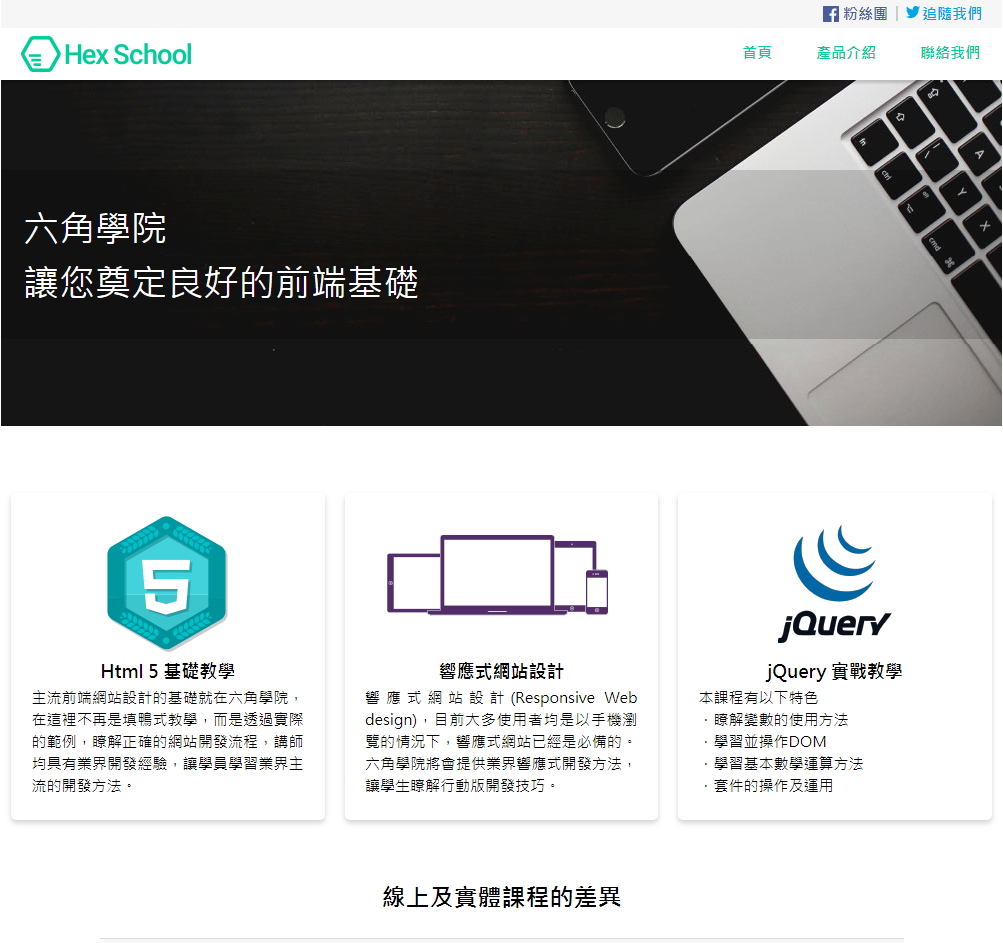 粉絲團 | 追隨我們
Hex School
首頁 產品介紹 聯絡我們
六角學院
讓您奠定良好的前端基礎
fn
ctrl
cmd
A
Y
X
5
jQuery
Html 5 基礎教學
主流前端網站設計的基礎就在六角學院，
在這裡不再是填鴨式教學，而是透過實際
的範例，瞭解正確的網站開發流程，講師
均具有業界開發經驗，讓學員學習業界主
流的開發方法。
響應式網站設計
響應式網站設計(Responsive Web
design)，目前大多使用者均是以手機瀏
覽的情況下，響應式網站已經是必備的。
六角學院將會提供業界響應式開發方法，
讓學生瞭解行動版開發技巧。
jQuery 實戰教學
本課程有以下特色
．瞭解變數的使用方法
．學習並操作DOM
．學習基本數學運算方法
．套件的操作及運用
線上及實體課程的差異